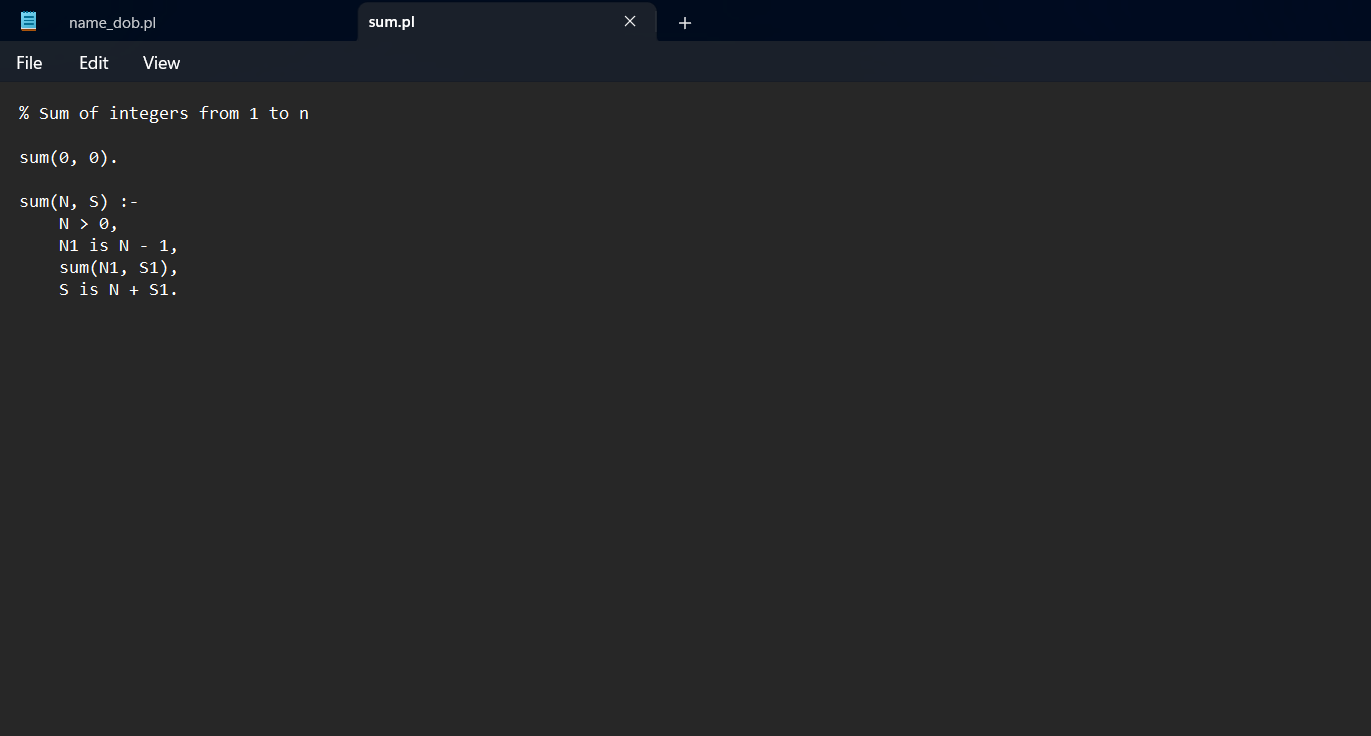 name_dob.pl
sum.pl
File Edit View
% Sum of integers from 1 to n
sum(0, 0).
sum(N, S) :-
    N > 0,
    N1 is N - 1,
    sum(N1, S1),
    S is N + S1.